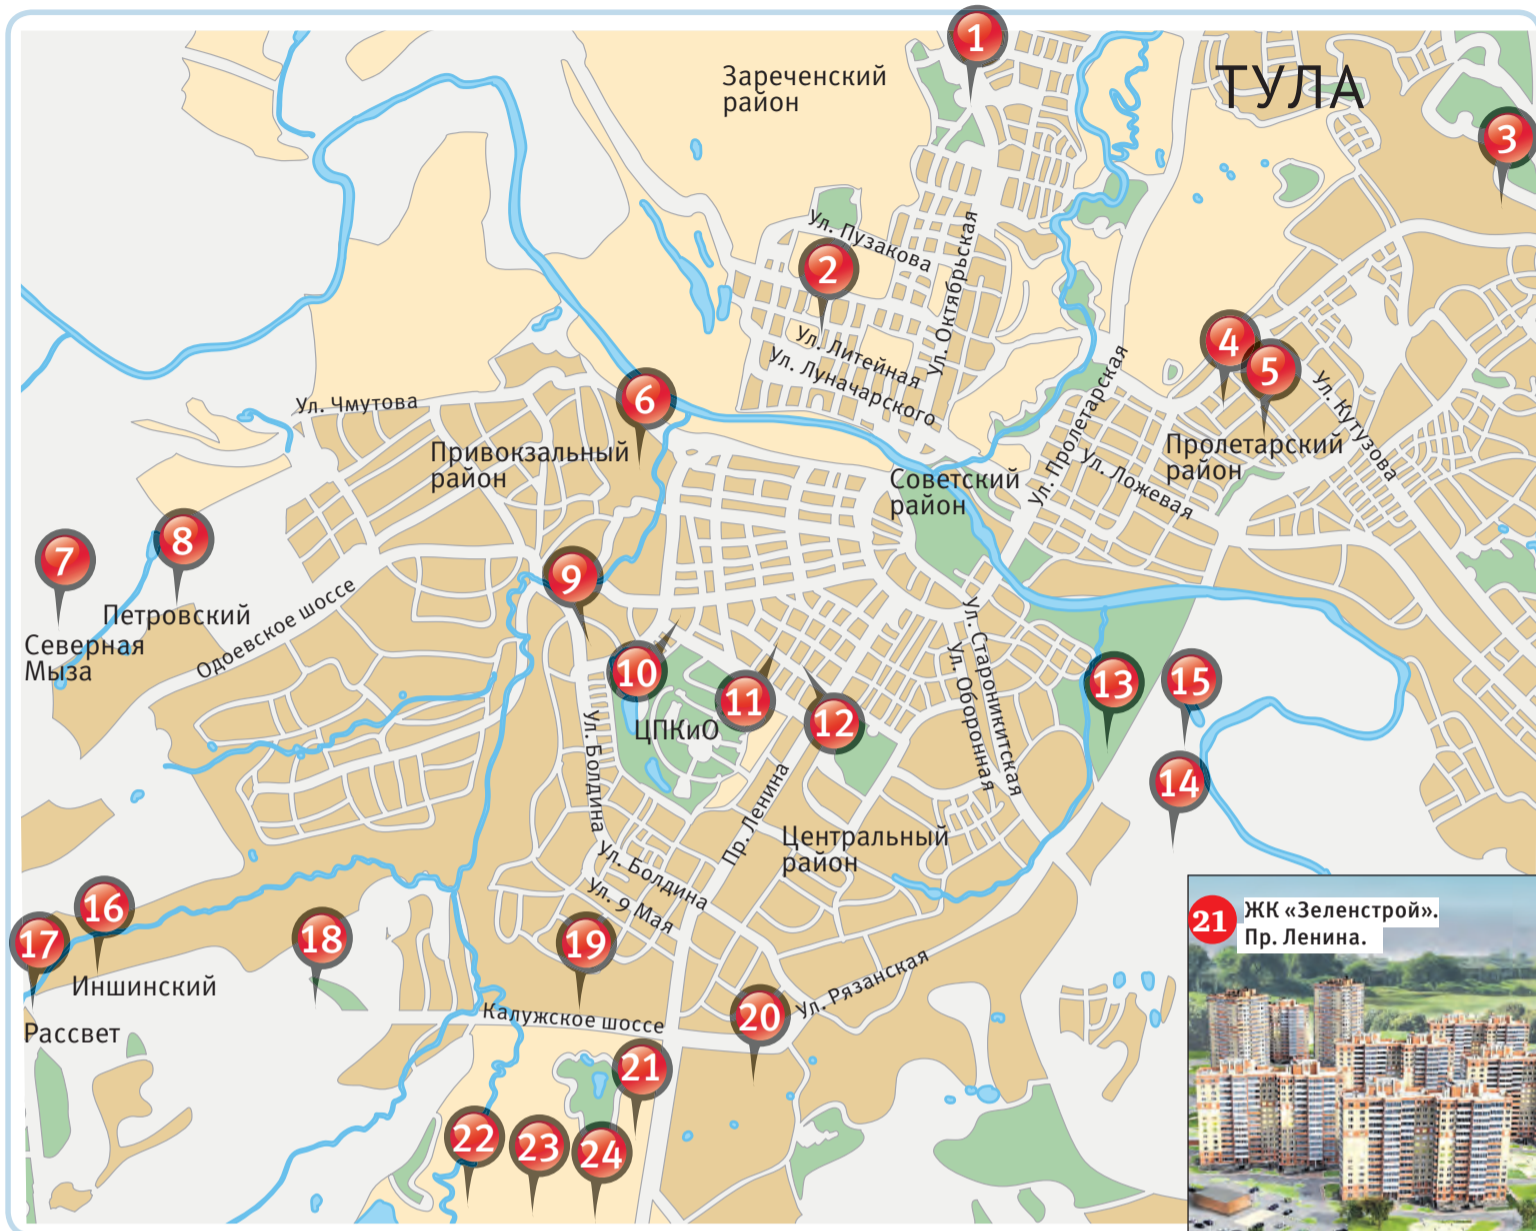 1
Зареченский
район
ТУЛА
3
Ул. Пузакова
2
Ул. Октябрьская
Ул. Литейная
Ул. Луначарского
4
5
Ул. Кутузова
6
Ул. Чмутова
Привокзальный
район
Советский
район
Ул. Пролетарская
Пролетарский
район
Ул. Ложевая
7
8
9
Петровский
Северная
Мыза
Одоевское шоссе
10
11
12
ЦПКиО
Ул. Староникитская
Ул. Оборонная
13
15
14
Ул. Болдина
Пр. Ленина
Центральный
район
Ул. Болдина
Ул. 9 Мая
16
17
18
19
Иншинский
Рассвет
Калужское шоссе
20
Ул. Рязанская
21
22
23
24
21
ЖК «Зеленстрой».
Пр. Ленина.